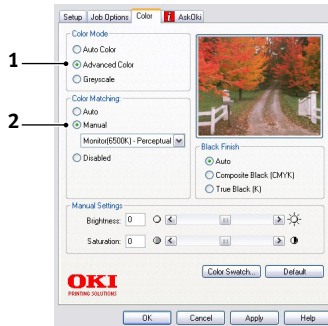 Setup Job Options Color AskOki
Color Mode
Auto Color
1
Advanced Color
Greyscale
Color Matching
Auto
2
Manual
Monitor(6500K) - Perceptual
Disabled
Black Finish
Auto
Composite Black (CMYK)
True Black (K)
Manual Settings
Brightness: 0
Saturation: 0
OKI
PRINTING SOLUTIONS
Color Swatch... Default
OK Cancel Apply Help